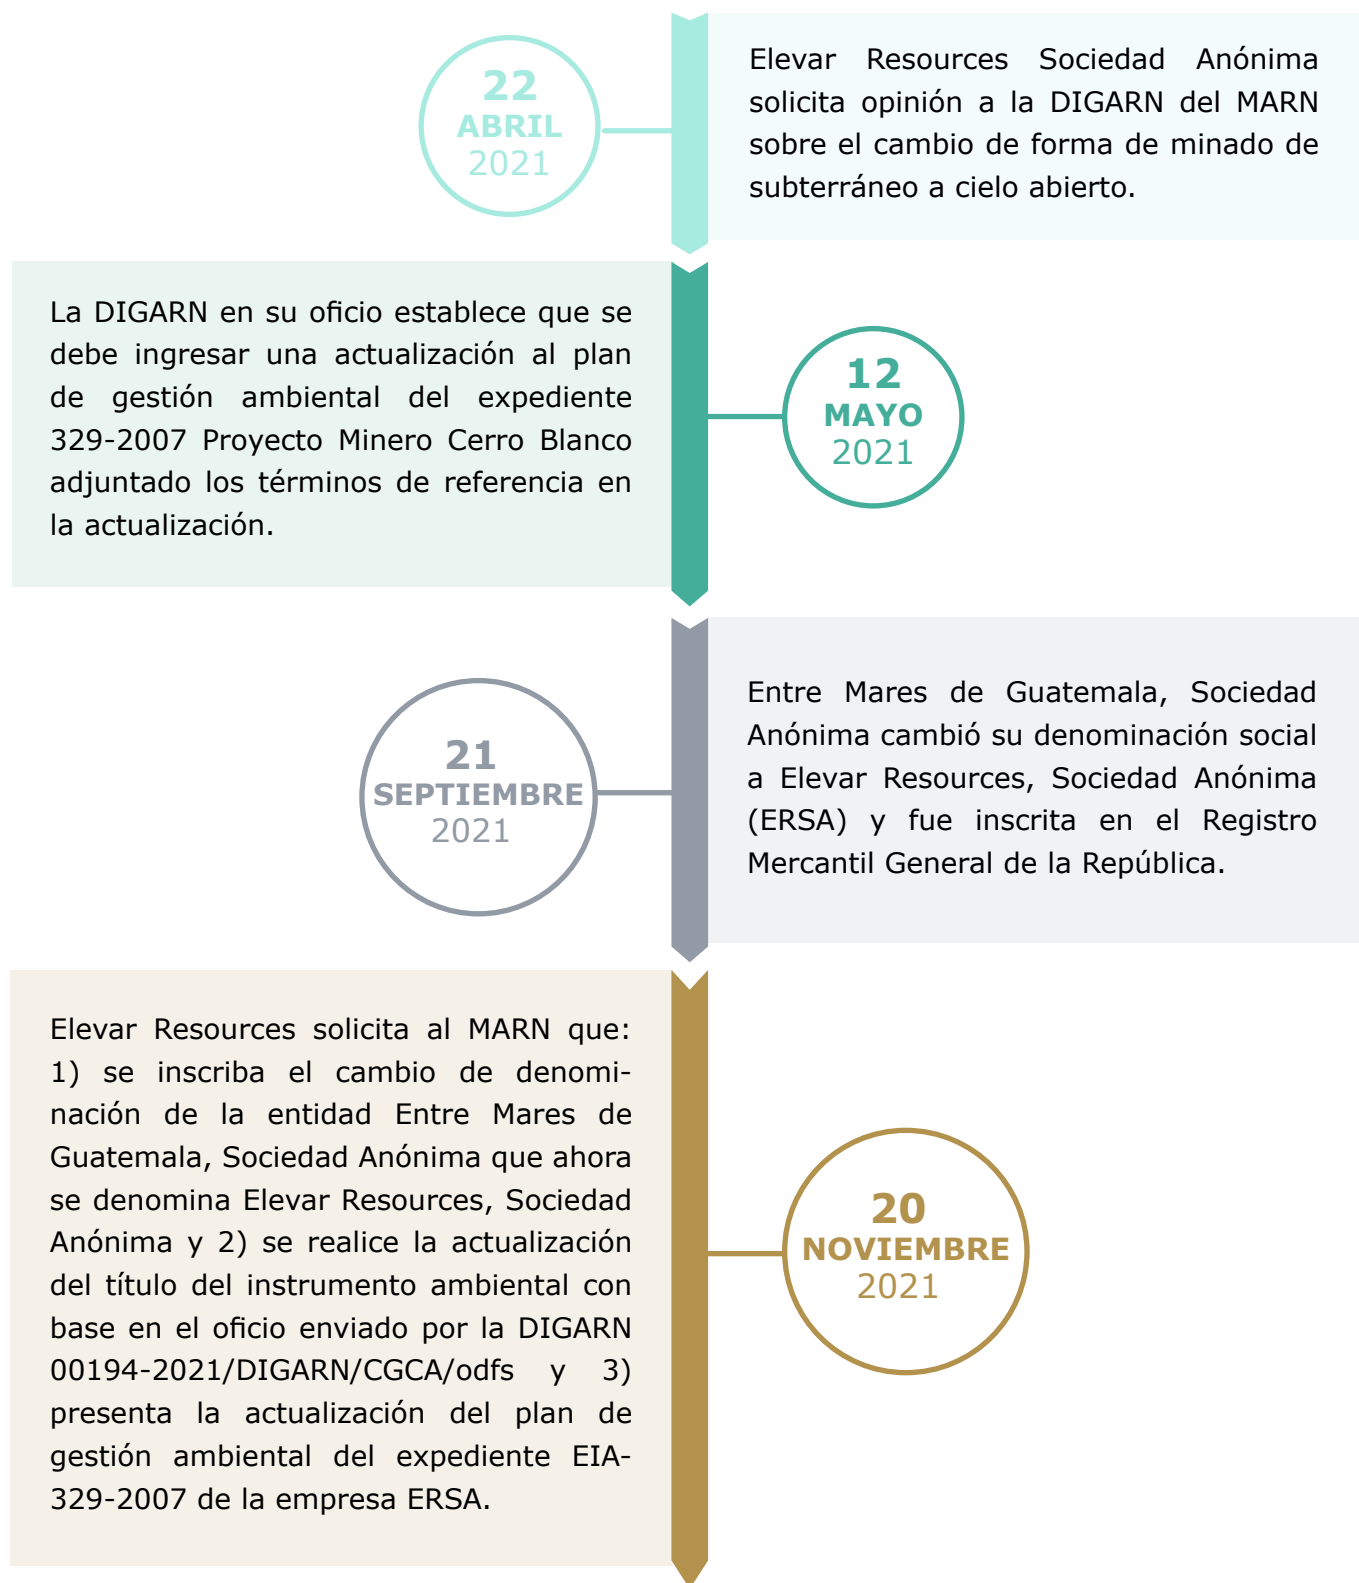 22
ABRIL
2021
Elevar Resources Sociedad Anónima
solicita opinión a la DIGARN del MARN
sobre el cambio de forma de minado de
subterráneo a cielo abierto.
La DIGARN en su oficio establece que se
debe ingresar una actualización al plan
de gestión ambiental del expediente
329-2007 Proyecto Minero Cerro Blanco
adjuntado los términos de referencia en
la actualización.
12
MAYO
2021
21
SEPTIEMBRE
2021
Entre Mares de Guatemala, Sociedad
Anónima cambió su denominación social
a Elevar Resources, Sociedad Anónima
(ERSA) y fue inscrita en el Registro
Mercantil General de la República.
Elevar Resources solicita al MARN que:
1) se inscriba el cambio de denomi-
nación de la entidad Entre Mares de
Guatemala, Sociedad Anónima que ahora
se denomina Elevar Resources, Sociedad
Anónima y 2) se realice la actualización
del título del instrumento ambiental con
base en el oficio enviado por la DIGARN
00194-2021/DIGARN/CGCA/odfs y 3)
presenta la actualización del plan de
gestión ambiental del expediente EIA-
329-2007 de la empresa ERSA.
20
NOVIEMBRE
2021